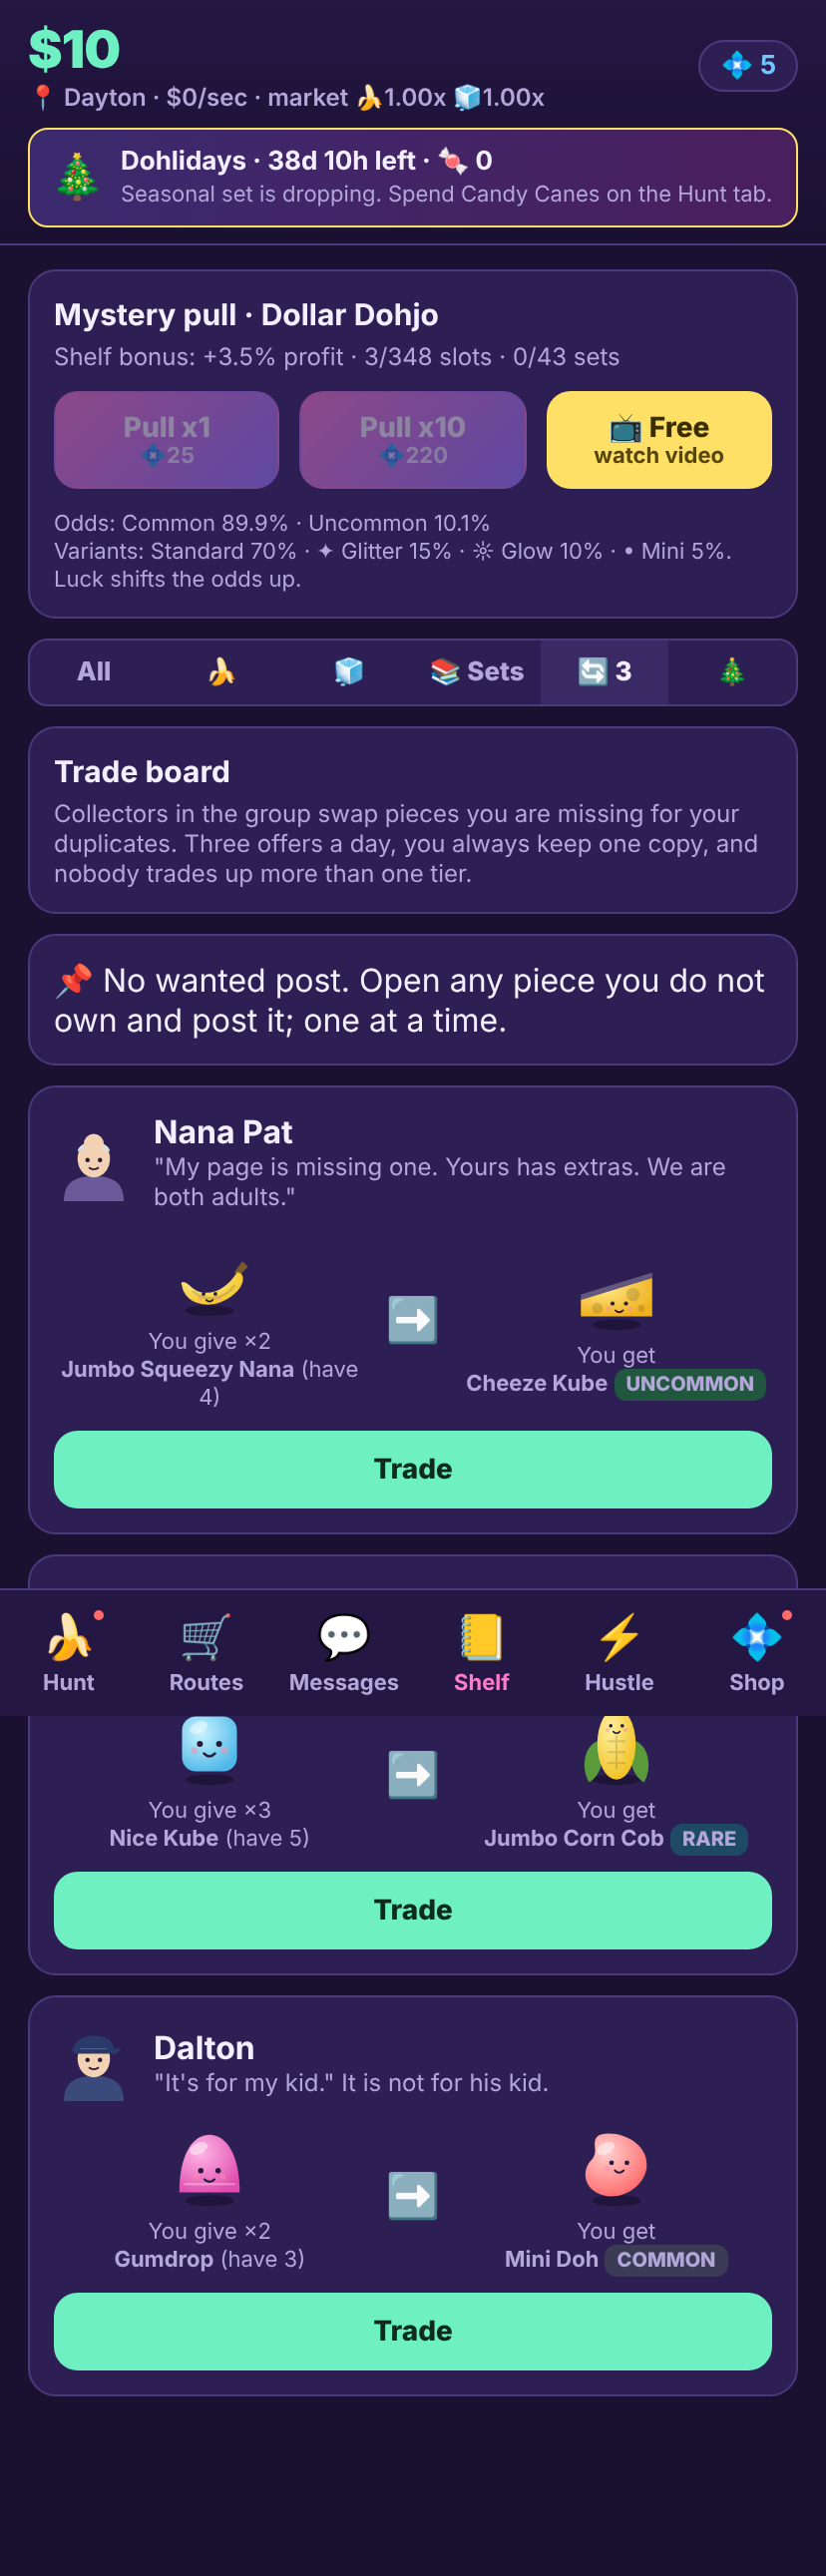 $10
📍 Dayton · $0/sec · market 🍌1.00x 🧊1.00x
💠 5
Dohlidays · 38d 10h left · 🍬 0
Seasonal set is dropping. Spend Candy Canes on the Hunt tab.
Mystery pull · Dollar Dohjo
Shelf bonus: +3.5% profit · 3/348 slots · 0/43 sets
Pull x1
💠25
Pull x10
💠220
📺 Free
watch video
Odds: Common 89.9% · Uncommon 10.1%
Variants: Standard 70% · ✦ Glitter 15% · ☼ Glow 10% · • Mini 5%.
Luck shifts the odds up.
All
📚 Sets
🔄 3
Trade board
Collectors in the group swap pieces you are missing for your
duplicates. Three offers a day, you always keep one copy, and
nobody trades up more than one tier.
📌 No wanted post. Open any piece you do not
own and post it; one at a time.
Nana Pat
"My page is missing one. Yours has extras. We are
both adults."
You give ×2
Jumbo Squeezy Nana (have
4)
You get
Cheeze Kube UNCOMMON
Trade
Hunt
Routes
Messages
Shelf
Hustle
Shop
You give ×3
Nice Kube (have 5)
You get
Jumbo Corn Cob RARE
Trade
Dalton
"It's for my kid." It is not for his kid.
You give ×2
Gumdrop (have 3)
You get
Mini Doh COMMON
Trade